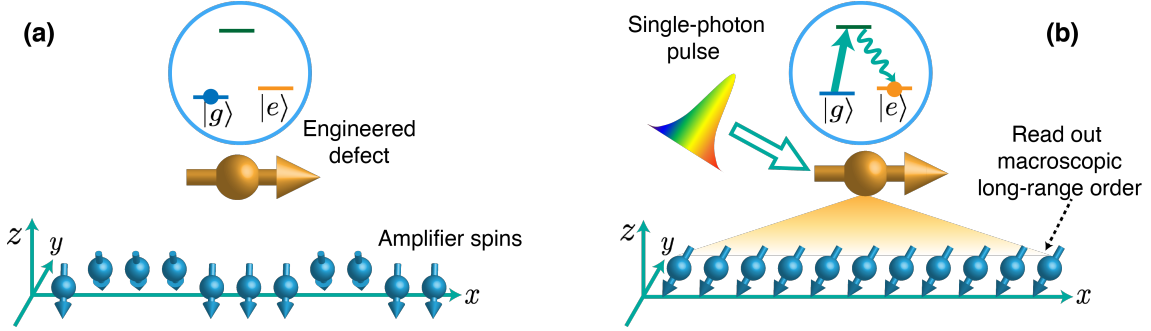 (a)
|g⟩
|e⟩
Engineered
defect
z
y
Amplifier spins
x
Single-photon
pulse
(b)
|g⟩
|e⟩
Read out
macroscopic
long-range order
z
y
x